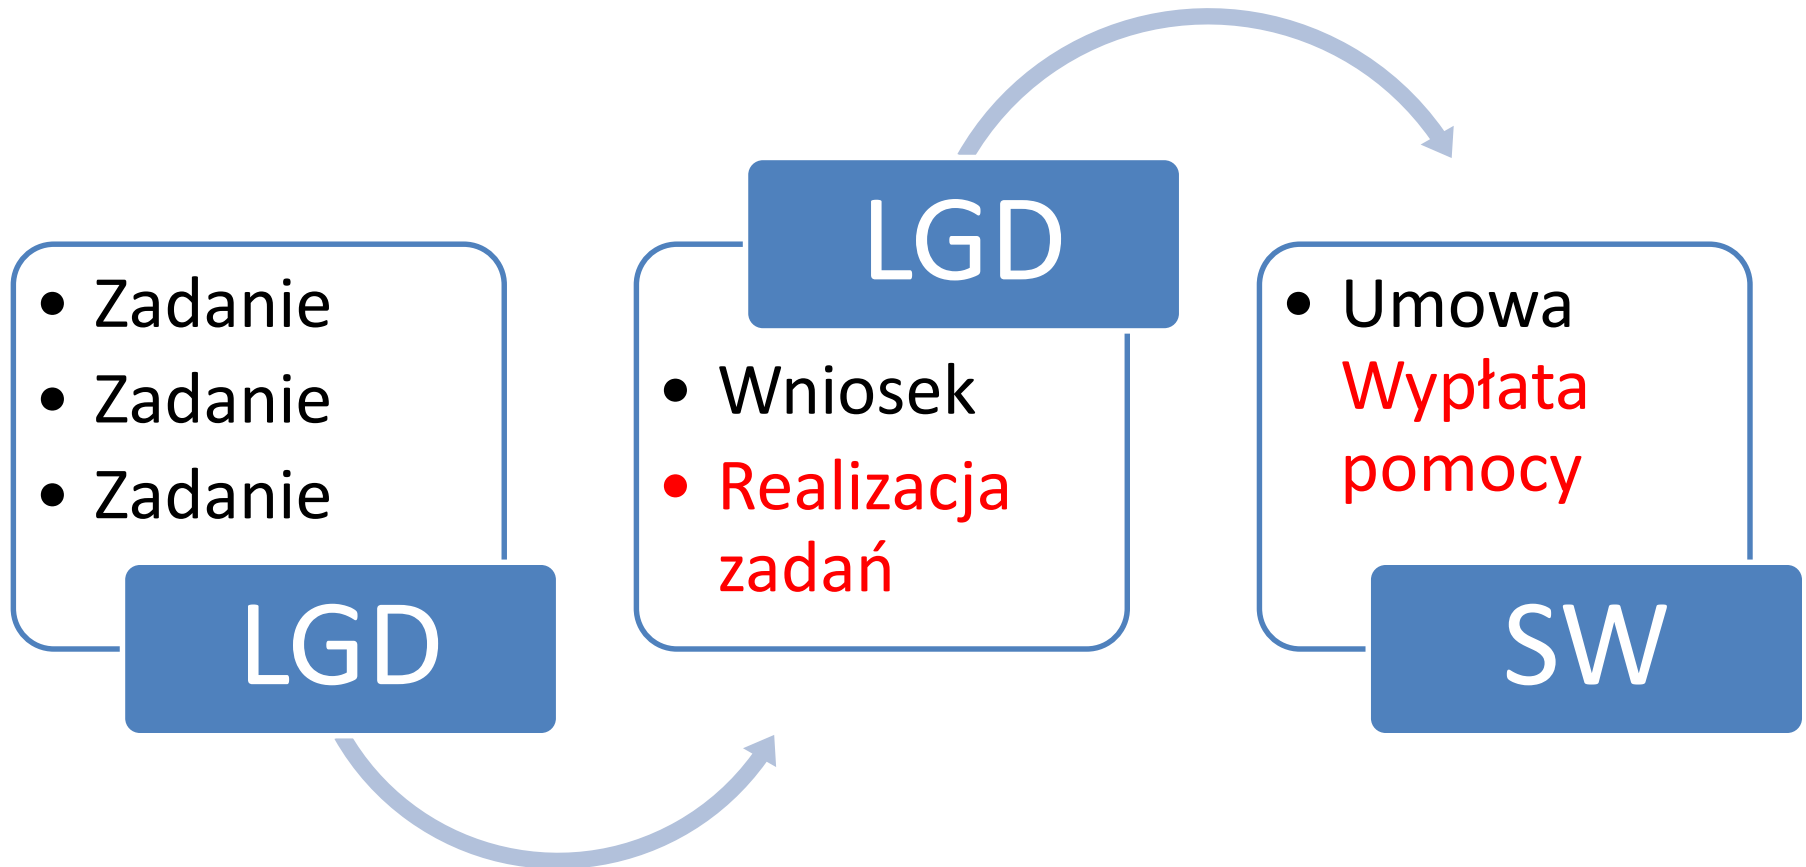 • Zadanie
• Zadanie
• Zadanie
LGD
LGD
• Wniosek
• Realizacja
zadań
• Umowa
Wypłata
pomocy
SW